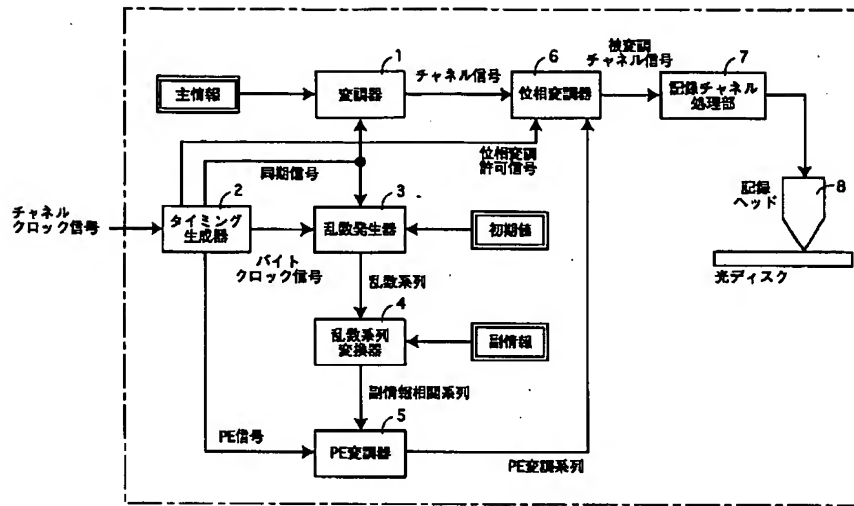 被変調
チャネル信号
1
チャネル信号
6
7
主情報
変調器
位相変調器
記録チャネル
処理部
位相変調
許可信号
同期信号
2
3
記録
ヘッド
8
チャネル
クロック信号
タイミング
生成器
乱数発生器
初期値
バイト
クロック信号
光ディスク
乱数系列
4
乱数系列
変換器
副情報
副情報相関系列
5
PE信号
PE変調器
PE変調系列